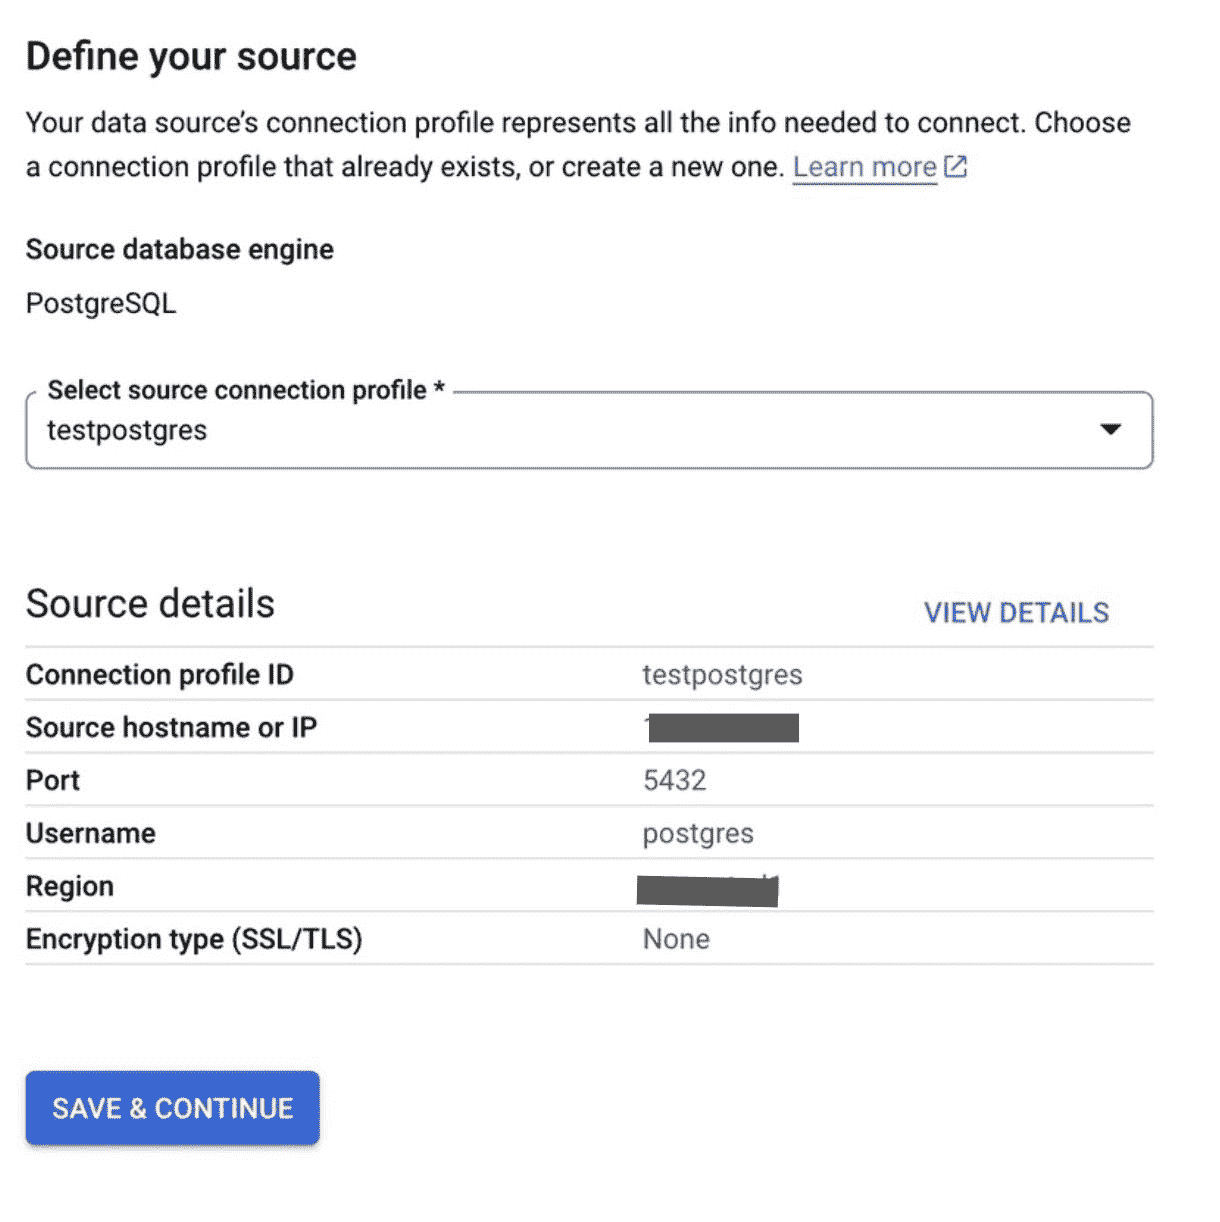 Define your source
Your data source's connection profile represents all the info needed to connect. Choose
a connection profile that already exists, or create a new one. Learn more
Source database engine
PostgreSQL
Select source connection profile *
testpostgres
Source details
VIEW DETAILS
Connection profile ID testpostgres
Source hostname or IP
Port 5432
Username postgres
Region
Encryption type (SSL/TLS) None
SAVE & CONTINUE